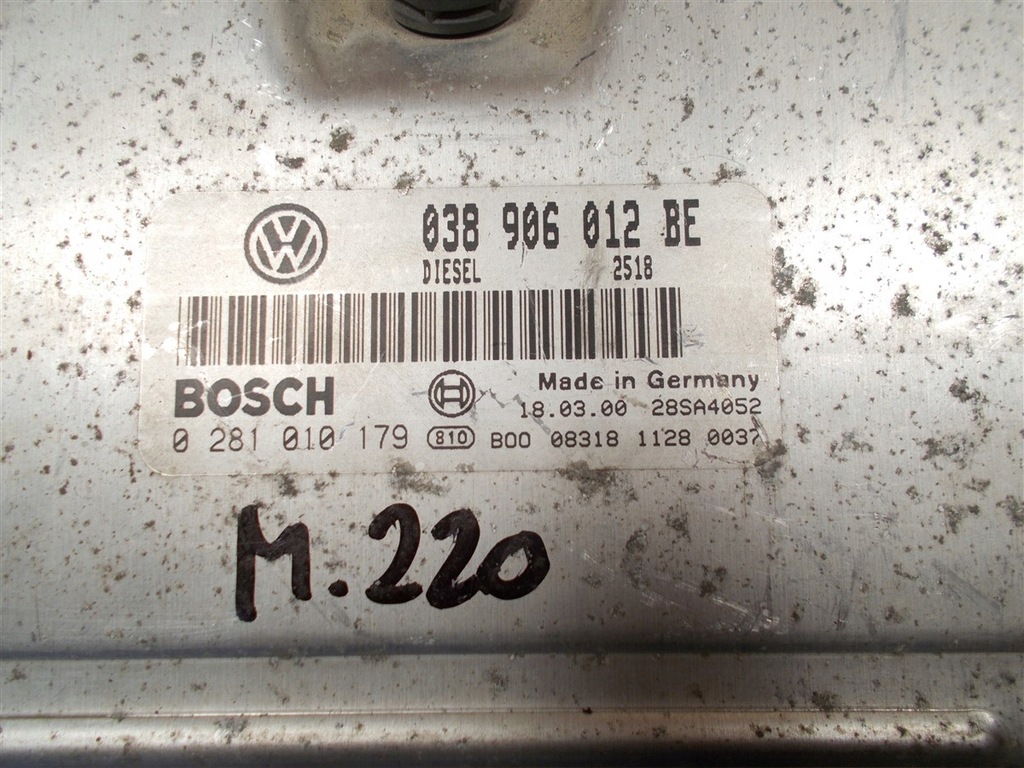 038 906 012 BE
DIESEL 2518
BOSCH Made in Germany
18.03.00 28SA4052
0 281 010 179 810 B00 08318 1128 0037
M.220